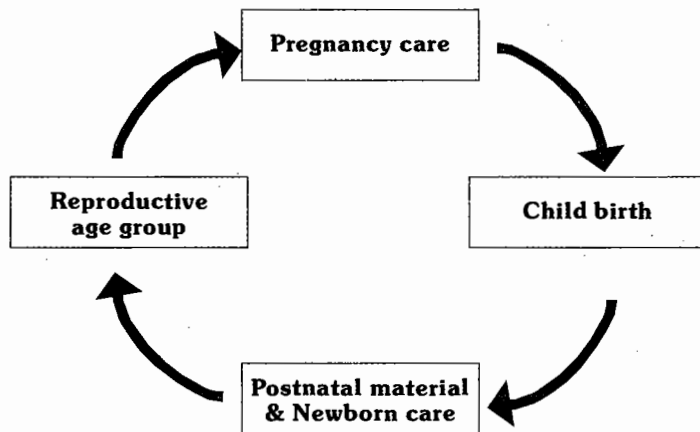 Pregnancy care
Reproductive
age group
Child birth
Postnatal material
& Newborn care